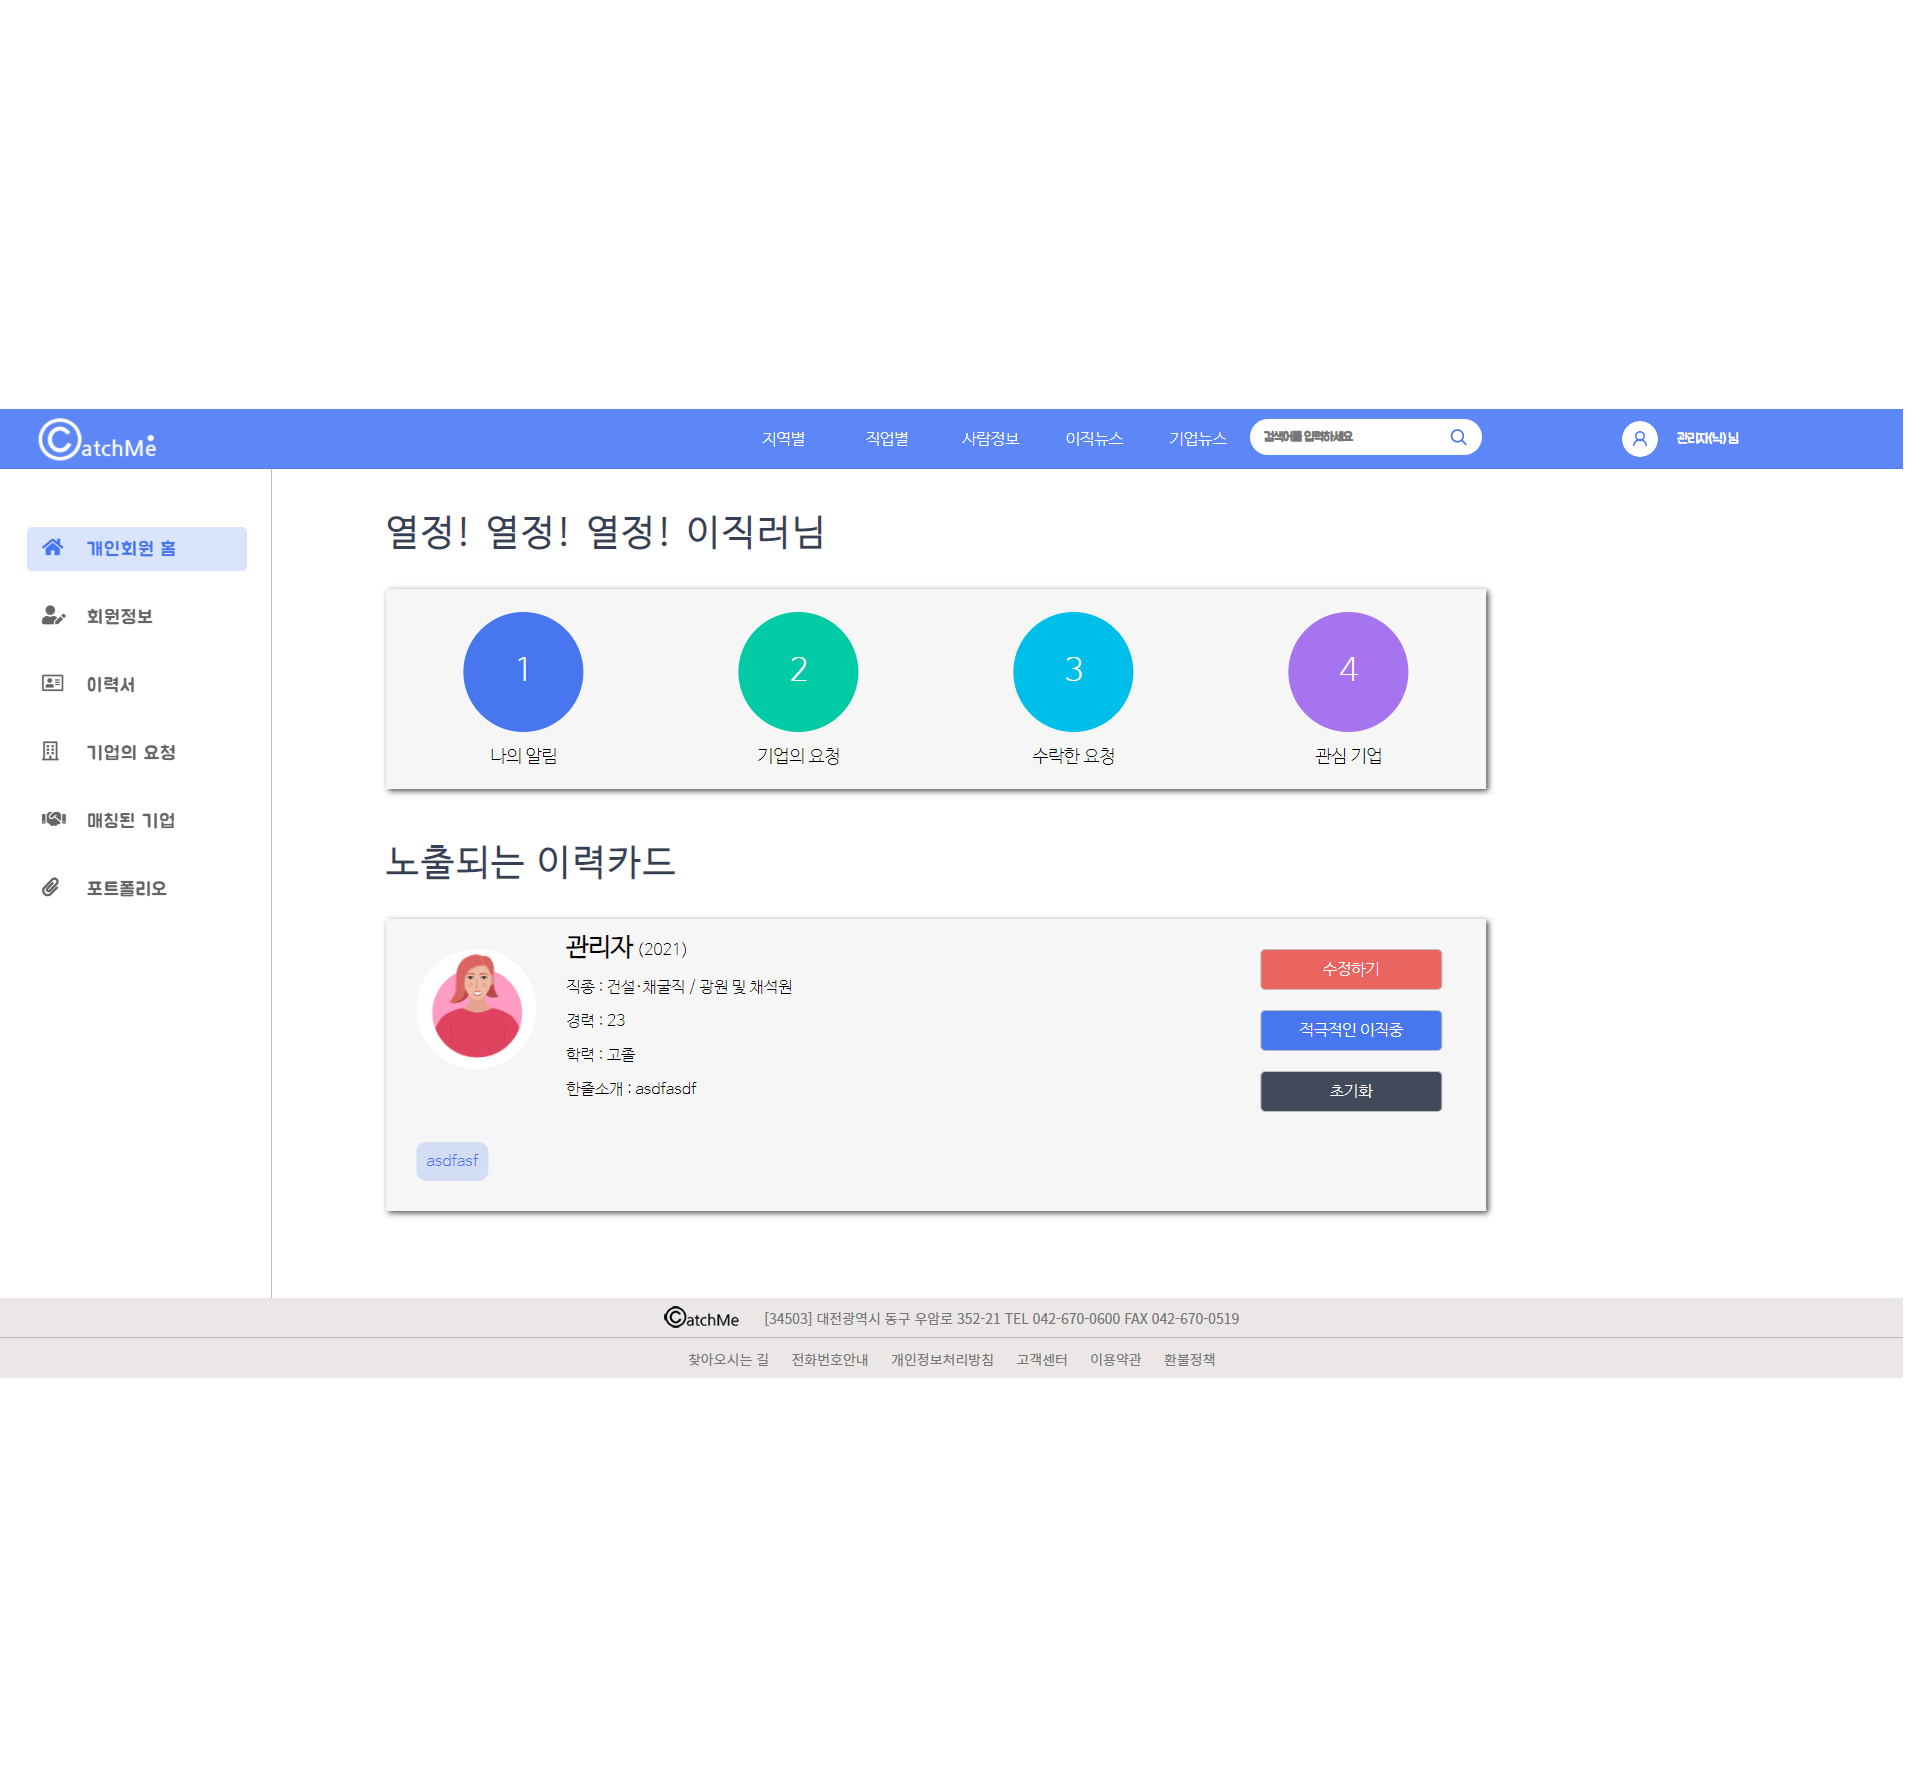 ©atchMe 지역별 직업별 사람정보 이직뉴스 기업뉴스 검색어를 입력하세요 관리자(닉) 님
개인회원 홈
회원정보
이력서
기업의 요청
매칭된 기업
포트폴리오
열정! 열정! 열정! 이직러님
1 2 3 4
나의 알림 기업의 요청 수락한 요청 관심 기업
노출되는 이력카드
관리자 (2021)
직종 : 건설·채굴직 / 광원 및 채석원
경력 : 23
학력 : 고졸
한줄소개 : asdfasdf
asdfasf
수정하기
적극적인 이직중
초기화
©atchMe [34503] 대전광역시 동구 우암로 352-21 TEL 042-670-0600 FAX 042-670-0519
찾아오시는 길 전화번호안내 개인정보처리방침 고객센터 이용약관 환불정책